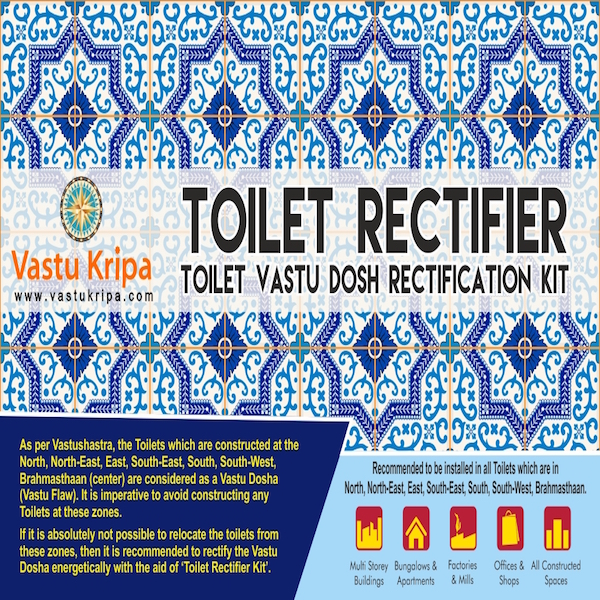 TOILET RECTIFIER
TOILET VASTU DOSH RECTIFICATION KIT
Vastu Kripa
www.vastukripa.com
As per Vastushastra, the Toilets which are constructed at the
North, North-East, East, South-East, South, South-West,
Brahmasthaan (center) are considered as a Vastu Dosha
(Vastu Flaw). It is imperative to avoid constructing any
Toilets at these zones.
If it is absolutely not possible to relocate the toilets from
these zones, then it is recommended to rectify the Vastu
Dosha energetically with the aid of ‘Toilet Rectifier Kit’.
Recommended to be installed in all Toilets which are in
North, North-East, East, South-East, South, South-West, Brahmasthaan.
Multi Storey
Buildings
Bungalows &
Apartments
Factories
& Mills
Offices &
Shops
All Constructed
Spaces